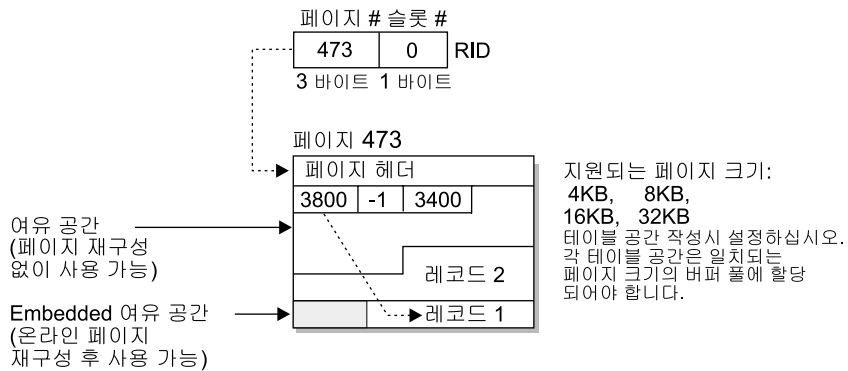 페이지 # 슬롯 #
473 0 RID
3 바이트 1 바이트
페이지 473
페이지 헤더
3800 -1 3400
레코드 2
레코드 1
여유 공간
(페이지 재구성
없이 사용 가능)
Embedded 여유 공간
(온라인 페이지
재구성 후 사용 가능)
지원되는 페이지 크기:
4KB, 8KB,
16KB, 32KB
테이블 공간 작성시 설정하십시오.
각 테이블 공간은 일치되는
페이지 크기의 버퍼 풀에 할당
되어야 합니다.